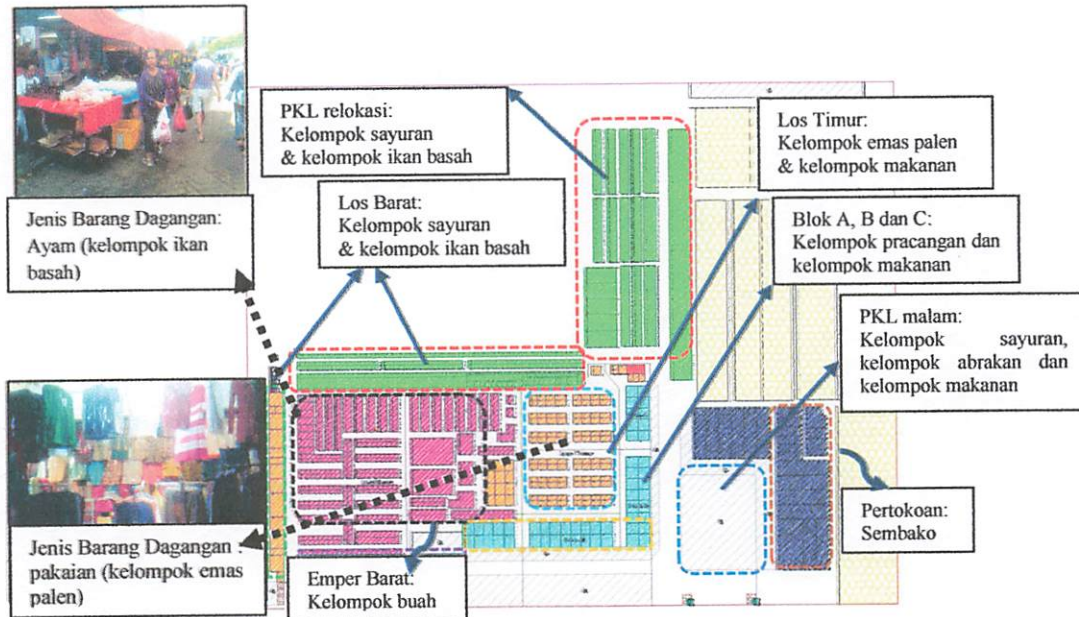 PKL relokasi:
Kelompok sayuran
& kelompok ikan basah
Los Timur:
Kelompok emas palen
& kelompok makanan
Jenis Barang Dagangan:
Ayam (kelompok ikan
basah)
Los Barat:
Kelompok sayuran
& kelompok ikan basah
Blok A, B dan C:
Kelompok pracangan dan
kelompok makanan
PKL malam:
Kelompok sayuran,
kelompok abrakan dan
kelompok makanan
Jenis Barang Dagangan :
pakaian (kelompok emas
palen)
Emper Barat:
Kelompok buah
Pertokoan:
Sembako